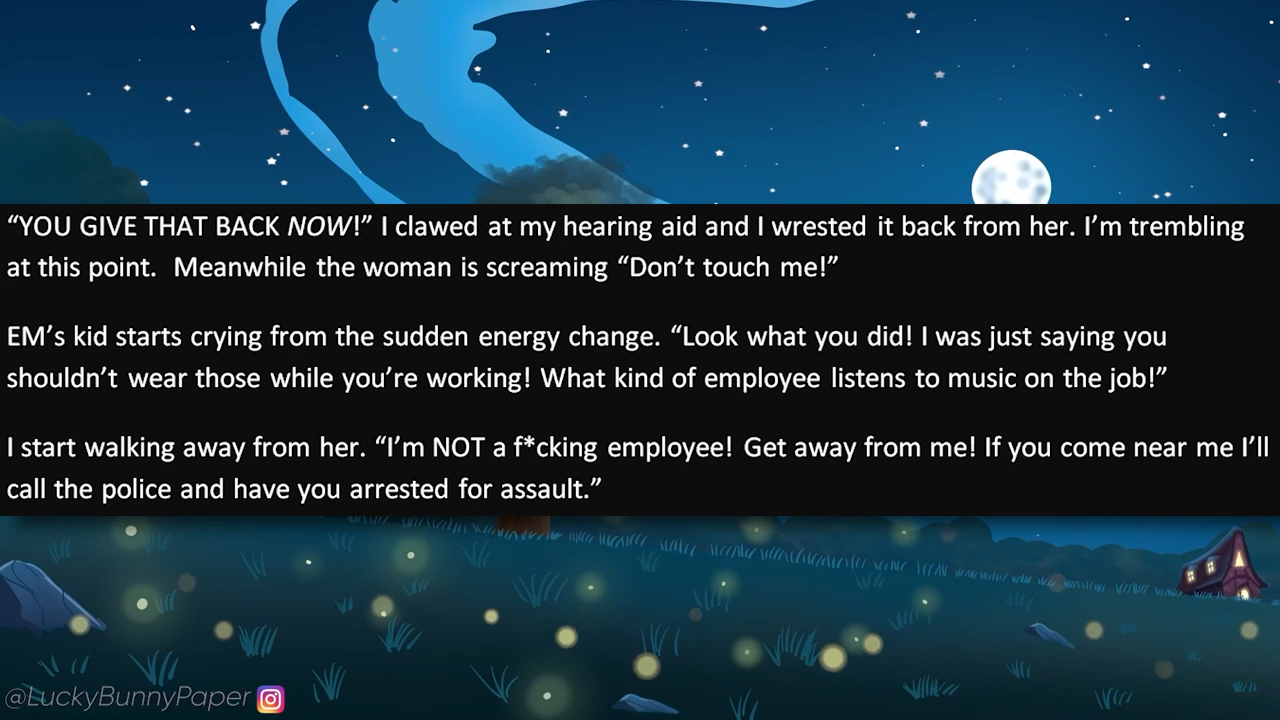 “YOU GIVE THAT BACK NOW!” I clawed at my hearing aid and I wrested it back from her. I’m trembling
at this point.  Meanwhile the woman is screaming “Don’t touch me!”
EM’s kid starts crying from the sudden energy change. “Look what you did! I was just saying you
shouldn’t wear those while you’re working! What kind of employee listens to music on the job!”
I start walking away from her. “I’m NOT a f*cking employee! Get away from me! If you come near me I’ll
call the police and have you arrested for assault.”
@LuckyBunnyPaper